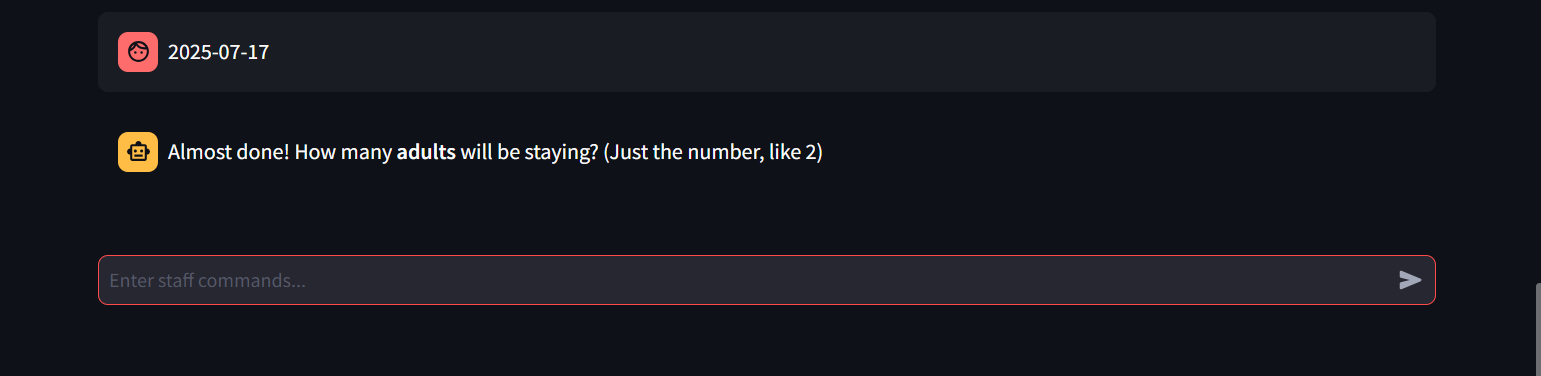 2025-07-17
Almost done! How many adults will be staying? (Just the number, like 2)
Enter staff commands...